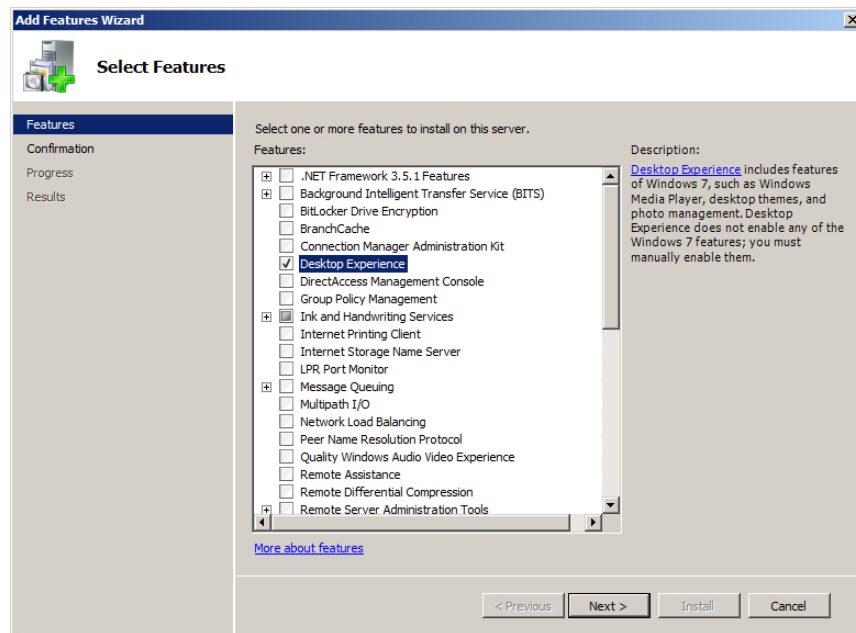 Add Features Wizard
Select Features
Features
Confirmation
Progress
Results
Select one or more features to install on this server.
Features:
.NET Framework 3.5.1 Features
Background Intelligent Transfer Service (BITS)
BitLocker Drive Encryption
BranchCache
Connection Manager Administration Kit
Desktop Experience
DirectAccess Management Console
Group Policy Management
Ink and Handwriting Services
Internet Printing Client
Internet Storage Name Server
LPR Port Monitor
Message Queuing
Multipath I/O
Network Load Balancing
Peer Name Resolution Protocol
Quality Windows Audio Video Experience
Remote Assistance
Remote Differential Compression
Remote Server Administration Tools
More about features
Description:
Desktop Experience includes features
of Windows 7, such as Windows
Media Player, desktop themes, and
photo management. Desktop
Experience does not enable any of the
Windows 7 features; you must
manually enable them.
< Previous
Next >
Install
Cancel